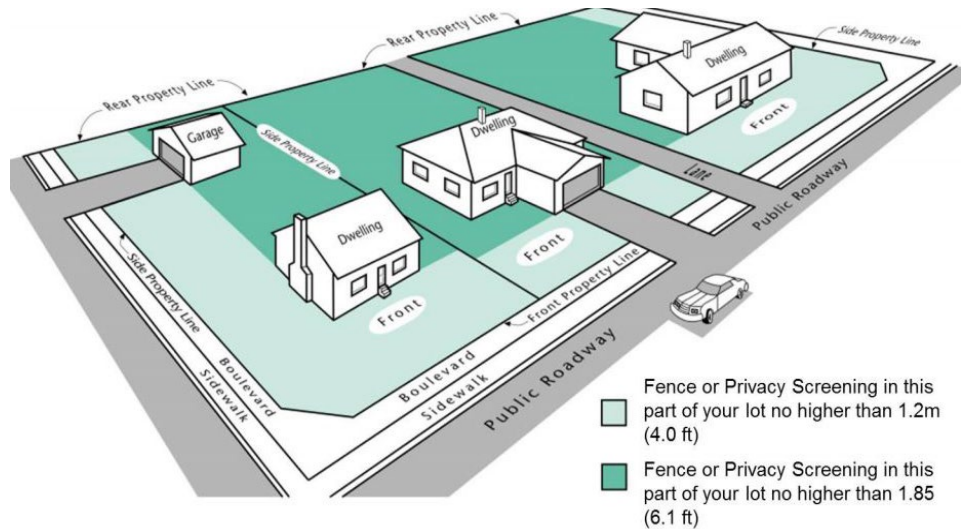 Rear Property Line
Side Property Line
Rear Property Line
Dwelling
Garage
Dwelling
Front
Side Property Line
Lane
Public Roadway
Dwelling
Front
Front
Side Property Line
Front Property Line
Boulevard
Sidewalk
Boulevard
Sidewalk
Public Roadway
Fence or Privacy Screening in this
part of your lot no higher than 1.2m
(4.0 ft)
Fence or Privacy Screening in this
part of your lot no higher than 1.85
(6.1 ft)